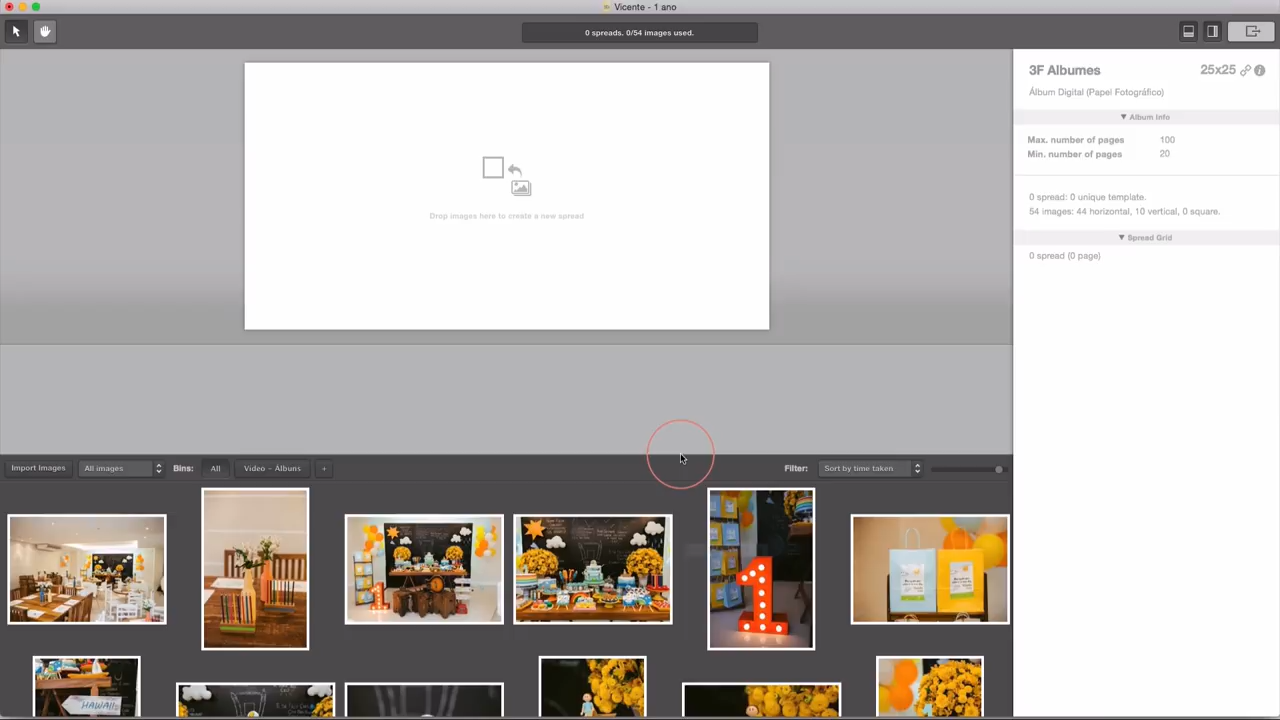 Vicente - 1 ano
0 spreads. 0/54 images used.
3F Albumes
25x25
Álbum Digital (Papel Fotográfico)
▼ Album Info
Max. number of pages 100
Min. number of pages 20
0 spread: 0 unique template.
54 images: 44 horizontal, 10 vertical, 0 square.
▼ Spread Grid
0 spread (0 page)
Drop images here to create a new spread
Import Images
All images
Bins:
All
Video - Álbuns
+
Filter:
Sort by time taken
HAWAII